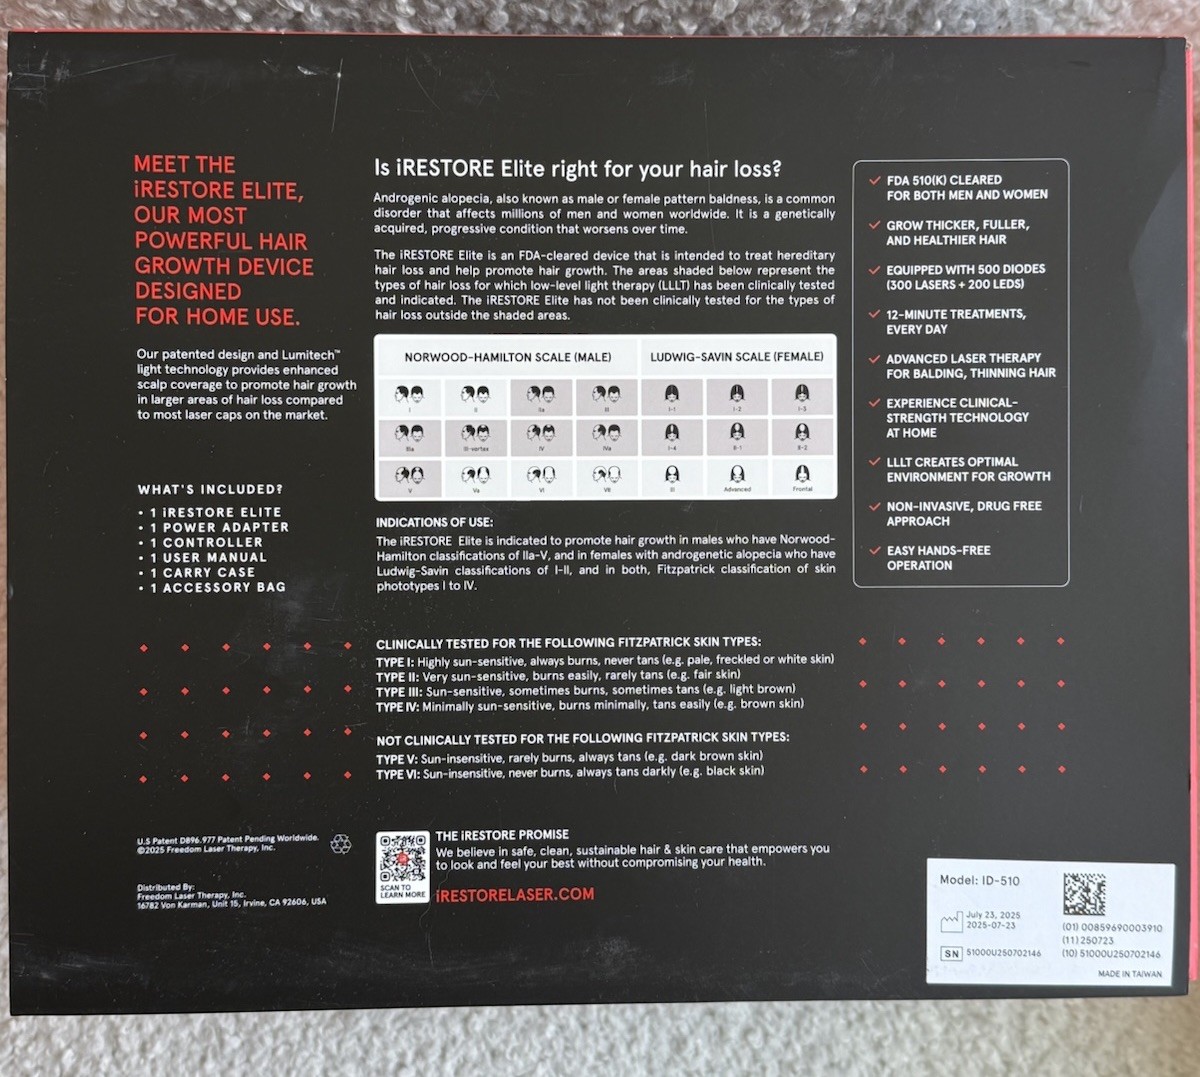 MEET THE
iRESTORE ELITE,
OUR MOST
POWERFUL HAIR
GROWTH DEVICE
DESIGNED
FOR HOME USE.
Our patented design and Lumitech™
light technology provides enhanced
scalp coverage to promote hair growth
in larger areas of hair loss compared
to most laser caps on the market.
WHAT'S INCLUDED?
• 1 iRESTORE ELITE
• 1 POWER ADAPTER
• 1 CONTROLLER
• 1 USER MANUAL
• 1 CARRY CASE
• 1 ACCESSORY BAG
Is iRESTORE Elite right for your hair loss?
Androgenic alopecia, also known as male or female pattern baldness, is a common
disorder that affects millions of men and women worldwide. It is a genetically
acquired, progressive condition that worsens over time.
The iRESTORE Elite is an FDA-cleared device that is intended to treat hereditary
hair loss and help promote hair growth. The areas shaded below represent the
types of hair loss for which low-level light therapy (LLLT) has been clinically tested
and indicated. The iRESTORE Elite has not been clinically tested for the types of
hair loss outside the shaded areas.
NORWOOD-HAMILTON SCALE (MALE) LUDWIG-SAVIN SCALE (FEMALE)
I II IIa III I-1 I-2 I-3
IIIa III-vertex IV IVa I-4 II-1 II-2
V Va VI VII III Advanced Frontal
INDICATIONS OF USE:
The iRESTORE Elite is indicated to promote hair growth in males who have Norwood-
Hamilton classifications of IIa-V, and in females with androgenetic alopecia who have
Ludwig-Savin classifications of I-II, and in both, Fitzpatrick classification of skin
phototypes I to IV.
CLINICALLY TESTED FOR THE FOLLOWING FITZPATRICK SKIN TYPES:
TYPE I: Highly sun-sensitive, always burns, never tans (e.g. pale, freckled or white skin)
TYPE II: Very sun-sensitive, burns easily, rarely tans (e.g. fair skin)
TYPE III: Sun-sensitive, sometimes burns, sometimes tans (e.g. light brown)
TYPE IV: Minimally sun-sensitive, burns minimally, tans easily (e.g. brown skin)
NOT CLINICALLY TESTED FOR THE FOLLOWING FITZPATRICK SKIN TYPES:
TYPE V: Sun-insensitive, rarely burns, always tans (e.g. dark brown skin)
TYPE VI: Sun-insensitive, never burns, always tans darkly (e.g. black skin)
FDA 510(K) CLEARED
FOR BOTH MEN AND WOMEN
GROW THICKER, FULLER,
AND HEALTHIER HAIR
EQUIPPED WITH 500 DIODES
(300 LASERS + 200 LEDS)
12-MINUTE TREATMENTS,
EVERY DAY
ADVANCED LASER THERAPY
FOR BALDING, THINNING HAIR
EXPERIENCE CLINICAL-
STRENGTH TECHNOLOGY
AT HOME
LLLT CREATES OPTIMAL
ENVIRONMENT FOR GROWTH
NON-INVASIVE, DRUG FREE
APPROACH
EASY HANDS-FREE
OPERATION
U.S Patent D896,977 Patent Pending Worldwide.
©2025 Freedom Laser Therapy, Inc.
Distributed By:
Freedom Laser Therapy, Inc.
16782 Von Karman, Unit 15, Irvine, CA 92606, USA
SCAN TO
LEARN MORE
THE iRESTORE PROMISE
We believe in safe, clean, sustainable hair & skin care that empowers you
to look and feel your best without compromising your health.
iRESTORELASER.COM
Model: ID-510
July 23, 2025
2025-07-23
SN 51000U250702146
(01) 00859690003910
(11) 250723
(10) 51000U250702146
MADE IN TAIWAN